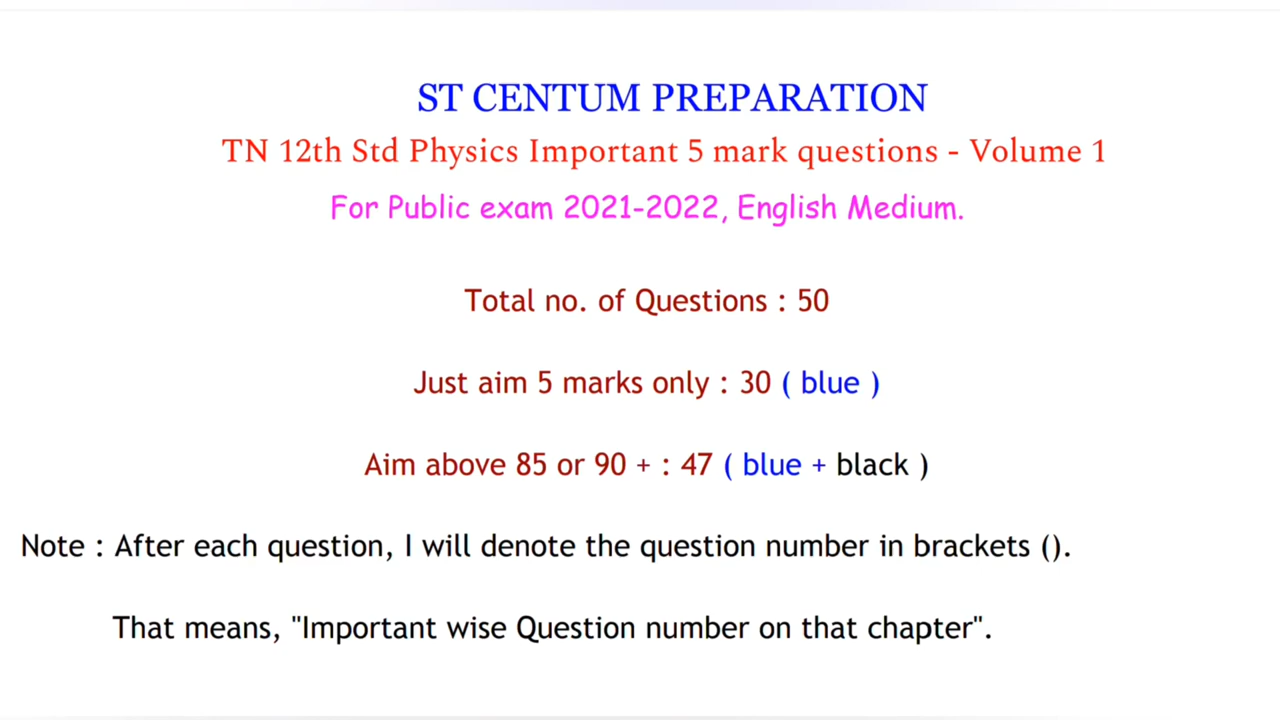 ST CENTUM PREPARATION
TN 12th Std Physics Important 5 mark questions - Volume 1
For Public exam 2021-2022, English Medium.
Total no. of Questions : 50
Just aim 5 marks only : 30 ( blue )
Aim above 85 or 90 + : 47 ( blue + black )
Note : After each question, I will denote the question number in brackets ().
That means, "Important wise Question number on that chapter".